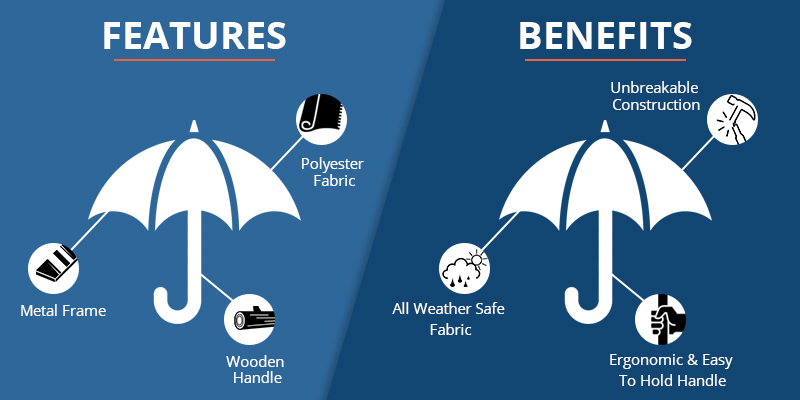 FEATURES
Polyester
Fabric
Metal Frame
Wooden
Handle
BENEFITS
Unbreakable
Construction
All Weather Safe
Fabric
Ergonomic & Easy
To Hold Handle